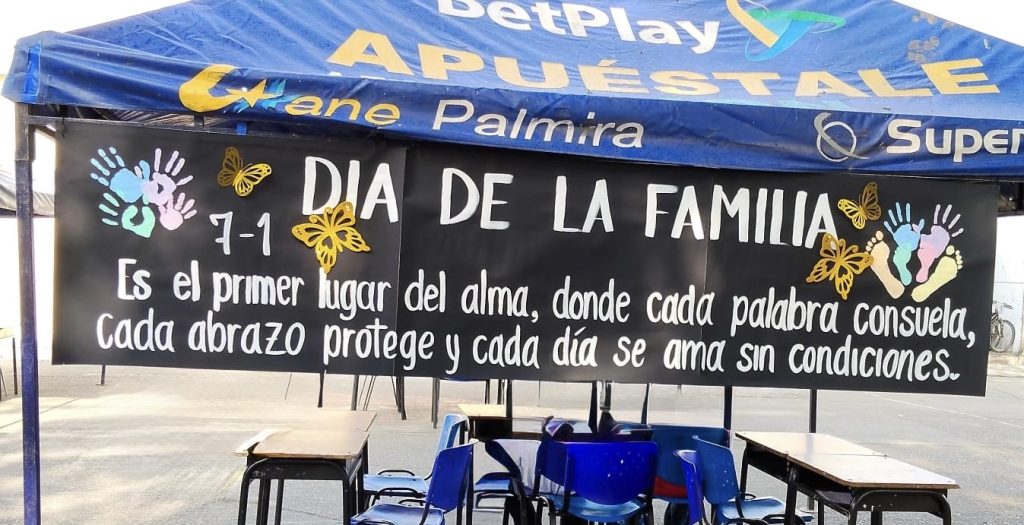 BetPlay
APUÉSTALE
Palmira
Super
DIA DE LA FAMILIA
7-1
Es el primer lugar del alma, donde cada palabra consuela,
Cada abrazo protege y cada día se ama sin condiciones.